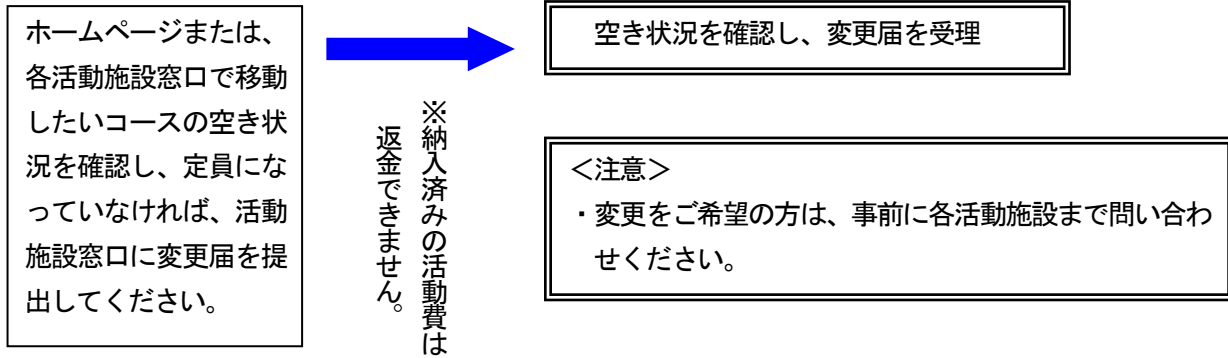 ホームページまたは、
各活動施設窓口で移動
したいコースの空き状
況を確認し、定員にな
っていなければ、活動
施設窓口に変更届を提
出してください。
※納入済みの活動費は
返金できません。
空き状況を確認し、変更届を受理
＜注意＞
・変更をご希望の方は、事前に各活動施設まで問い合わ
せください。